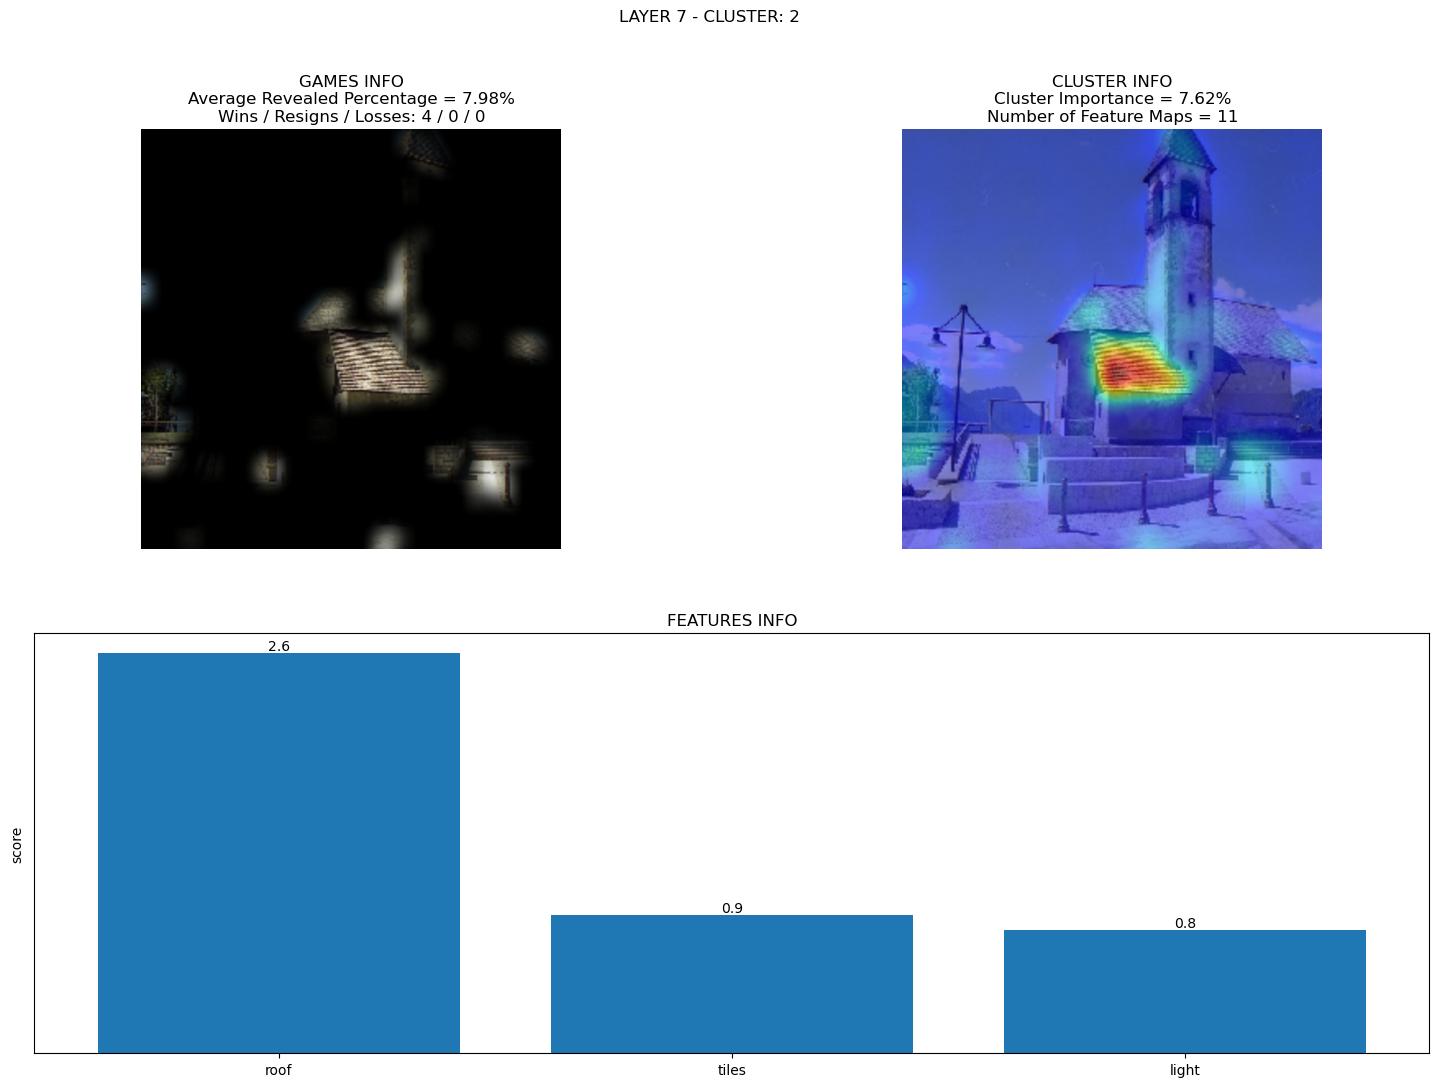 LAYER 7 - CLUSTER: 2
GAMES INFO
Average Revealed Percentage = 7.98%
Wins / Resigns / Losses: 4 / 0 / 0
CLUSTER INFO
Cluster Importance = 7.62%
Number of Feature Maps = 11
FEATURES INFO
score
2.6
0.9
0.8
roof
tiles
light